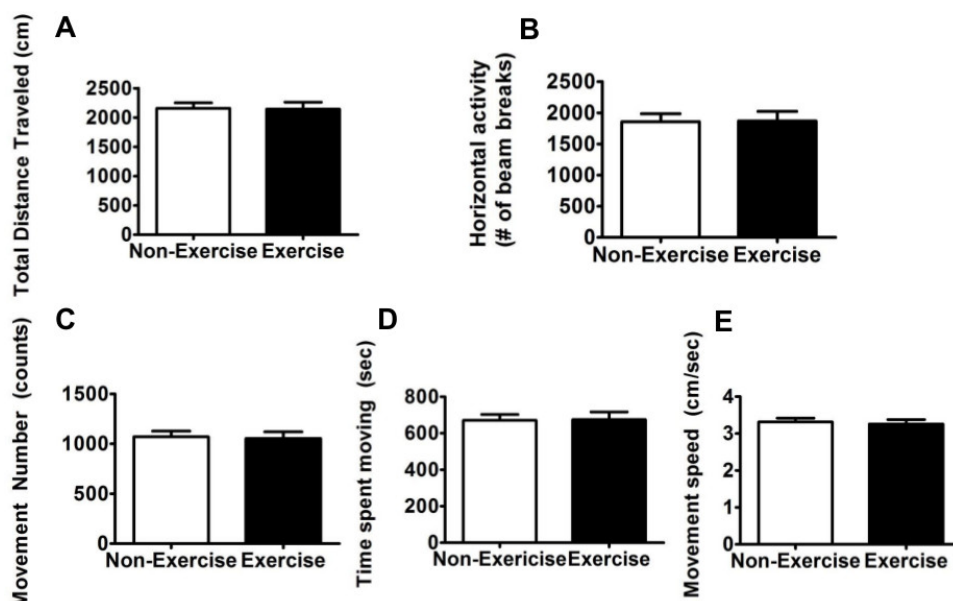 A
Total Distance Traveled (cm)
2500
2000
1500
1000
500
0
Non-Exercise Exercise
B
Horizontal activity
(# of beam breaks)
2500
2000
1500
1000
500
0
Non-Exercise Exercise
C
Movement Number (counts)
1500
1000
500
0
Non-Exercise Exercise
D
Time spent moving (sec)
800
600
400
200
0
Non-Exericise Exercise
E
Movement speed (cm/sec)
4
3
2
1
0
Non-Exercise Exercise